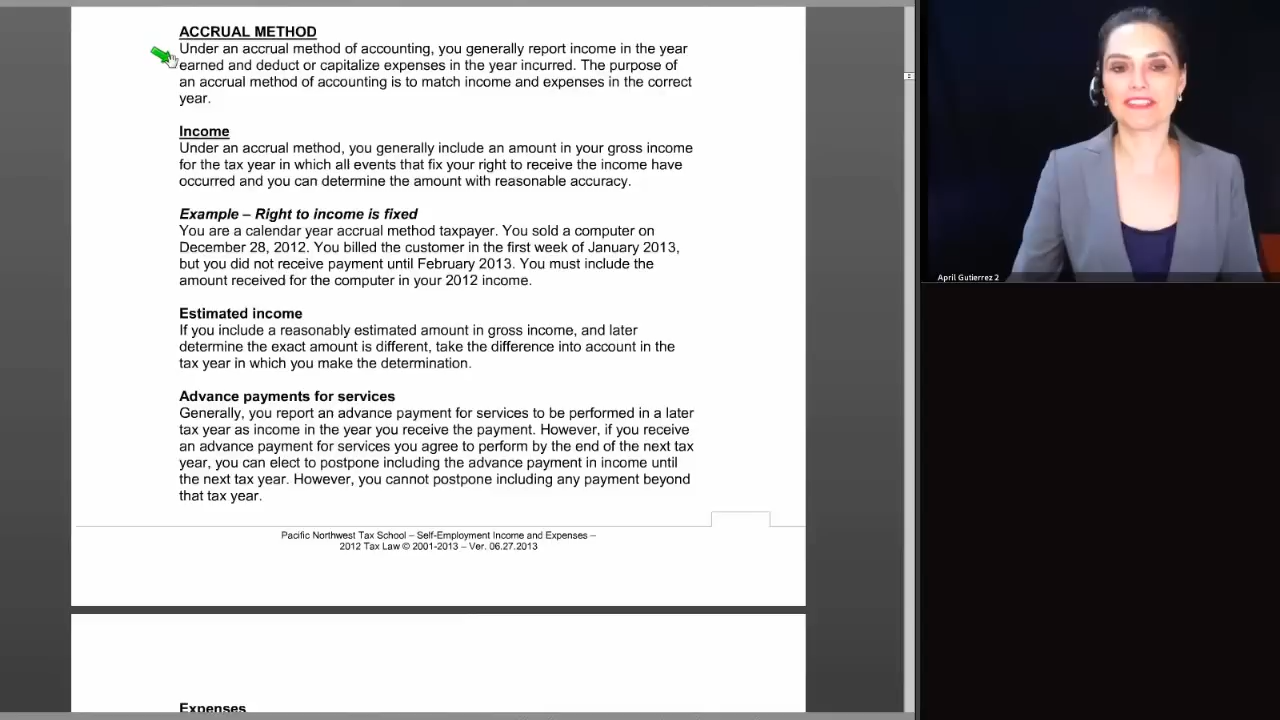 ACCRUAL METHOD
Under an accrual method of accounting, you generally report income in the year
earned and deduct or capitalize expenses in the year incurred. The purpose of
an accrual method of accounting is to match income and expenses in the correct
year.
Income
Under an accrual method, you generally include an amount in your gross income
for the tax year in which all events that fix your right to receive the income have
occurred and you can determine the amount with reasonable accuracy.
Example – Right to income is fixed
You are a calendar year accrual method taxpayer. You sold a computer on
December 28, 2012. You billed the customer in the first week of January 2013,
but you did not receive payment until February 2013. You must include the
amount received for the computer in your 2012 income.
Estimated income
If you include a reasonably estimated amount in gross income, and later
determine the exact amount is different, take the difference into account in the
tax year in which you make the determination.
Advance payments for services
Generally, you report an advance payment for services to be performed in a later
tax year as income in the year you receive the payment. However, if you receive
an advance payment for services you agree to perform by the end of the next tax
year, you can elect to postpone including the advance payment in income until
the next tax year. However, you cannot postpone including any payment beyond
that tax year.
Pacific Northwest Tax School – Self-Employment Income and Expenses –
2012 Tax Law © 2001-2013 – Ver. 06.27.2013
Expenses
April Gutierrez 2